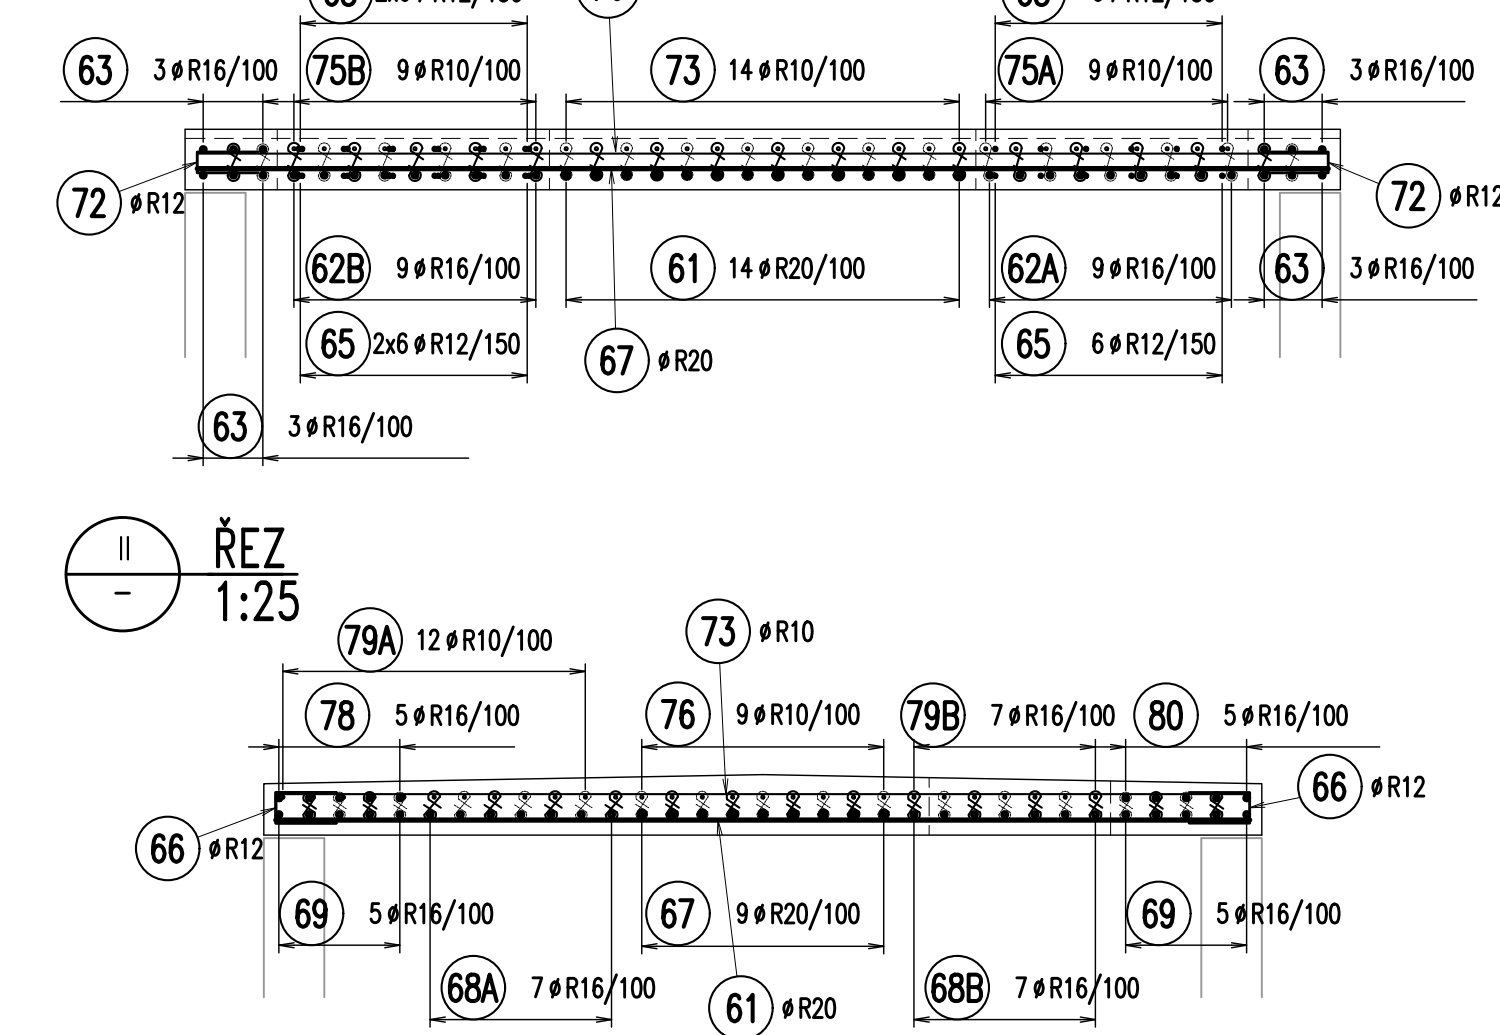 63 3øR16/100 75B 9øR10/100 73 14øR10/100 75A 9øR10/100 63 3øR16/100
72 øR12 72 øR12
62B 9øR16/100 61 14øR20/100 62A 9øR16/100 63 3øR16/100
65 2x6øR12/150 67 øR20 65 6øR12/150
63 3øR16/100
II ŘEZ
– 1:25
79A 12øR10/100 73 øR10
78 5øR16/100 76 9øR10/100 79B 7øR16/100 80 5øR16/100
66 øR12
66 øR12
69 5øR16/100 67 9øR20/100 69 5øR16/100
68A 7øR16/100 61 øR20 68B 7øR16/100